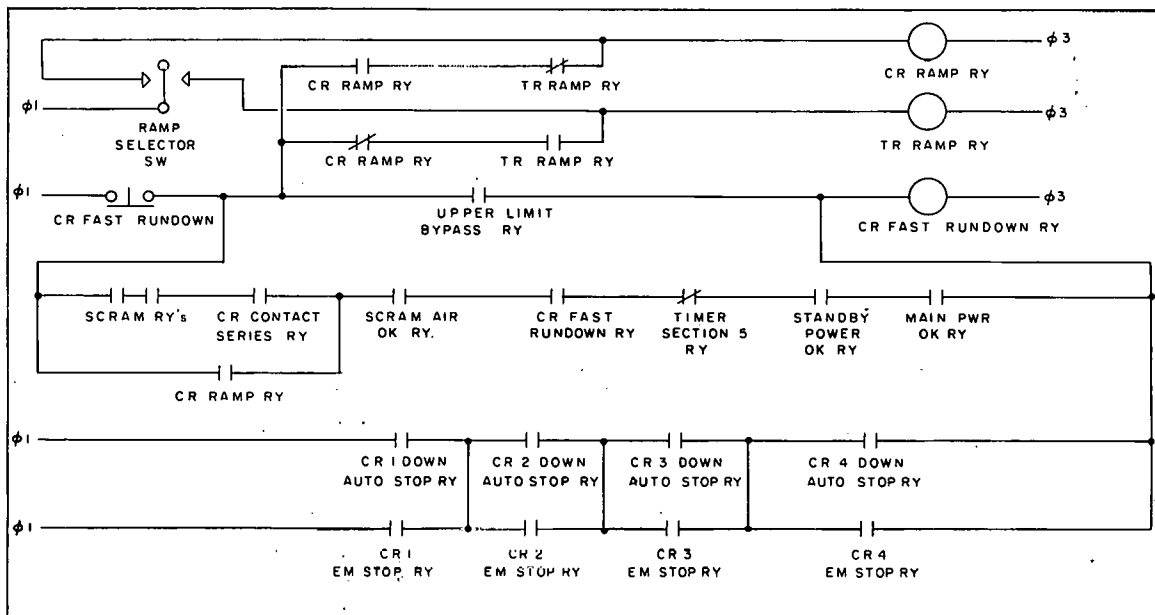 φ3
CR RAMP RY
TR RAMP RY
CR RAMP RY
φ1
φ3
RAMP
SELECTOR
SW
TR RAMP RY
CR RAMP RY
TR RAMP RY
φ1
φ3
CR FAST RUNDOWN
UPPER LIMIT
BYPASS RY
CR FAST RUNDOWN RY
SCRAM RY's
CR CONTACT
SERIES RY
SCRAM AIR
OK RY.
CR FAST
RUNDOWN RY
TIMER
SECTION 5
RY
STANDBY
POWER
OK RY
MAIN PWR
OK RY
CR RAMP RY
φ1
CR 1 DOWN
AUTO STOP RY
CR 2 DOWN
AUTO STOP RY
CR 3 DOWN
AUTO STOP RY
CR 4 DOWN
AUTO STOP RY
φ1
CR 1
EM STOP RY
CR 2
EM STOP RY
CR 3
EM STOP RY
CR 4
EM STOP RY